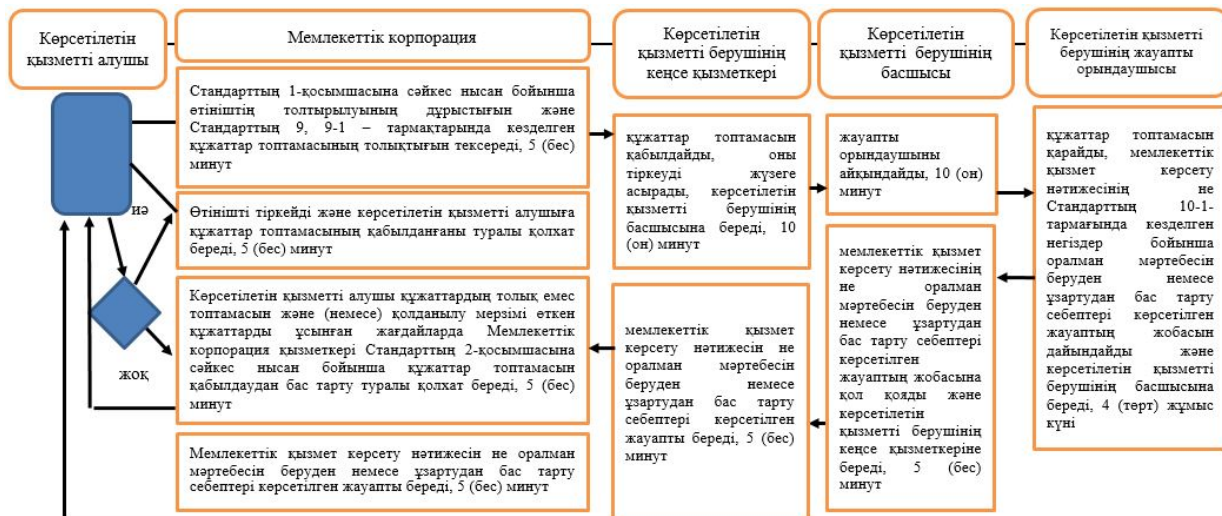 Көрсетілетін
қызметті алушы
Мемлекеттік корпорация
Көрсетілетін
қызметті берушінің
кеңсе қызметкері
Көрсетілетін
қызметті берушінің
басшысы
Көрсетілетін қызметті
берушінің жауапты
орындаушысы
Стандарттың 1-қосымшасына сәйкес нысан бойынша
өтініштің толтырылуының дұрыстығын және
Стандарттың 9, 9-1 – тармақтарында көзделген
құжаттар топтамасының толықтығын тексереді, 5 (бес)
минут
иә
Өтінішті тіркейді және көрсетілетін қызметті алушыға
құжаттар топтамасының қабылданғаны туралы қолхат
береді, 5 (бес) минут
жоқ
Көрсетілетін қызметті алушы құжаттардың толық емес
топтамасын және (немесе) қолданылу мерзімі өткен
құжаттарды ұсынған жағдайларда Мемлекеттік
корпорация қызметкері Стандарттың 2-қосымшасына
сәйкес нысан бойынша құжаттар топтамасын
қабылдаудан бас тарту туралы қолхат береді, 5 (бес)
минут
Мемлекеттік қызмет көрсету нәтижесін не оралман
мәртебесін беруден немесе ұзартудан бас тарту
себептері көрсетілген жауапты береді, 5 (бес) минут
құжаттар топтамасын
қабылдайды, оны
тіркеуді жүзеге
асырады, көрсетілетін
қызметті берушінің
басшысына береді, 10
(он) минут
мемлекеттік қызмет
көрсету нәтижесін не
оралман мәртебесін
беруден немесе
ұзартудан бас тарту
себептері көрсетілген
жауапты береді, 5 (бес)
минут
жауапты
орындаушыны
айқындайды, 10 (он)
минут
мемлекеттік қызмет
көрсету нәтижесінің
не оралман
мәртебесін беруден
немесе ұзартудан
бас тарту себептері
көрсетілген
жауаптың жобасына
қол қояды және
көрсетілетін
қызметті берушінің
кеңсе қызметкеріне
береді, 5 (бес)
минут
құжаттар топтамасын
қарайды, мемлекеттік
қызмет көрсету
нәтижесінің не
Стандарттың 10-1-
тармағында көзделген
негіздер бойынша
оралман мәртебесін
беруден немесе
ұзартудан бас тарту
себептері көрсетілген
жауаптың жобасын
дайындайды және
көрсетілетін қызметті
берушінің басшысына
береді, 4 (төрт) жұмыс
күні